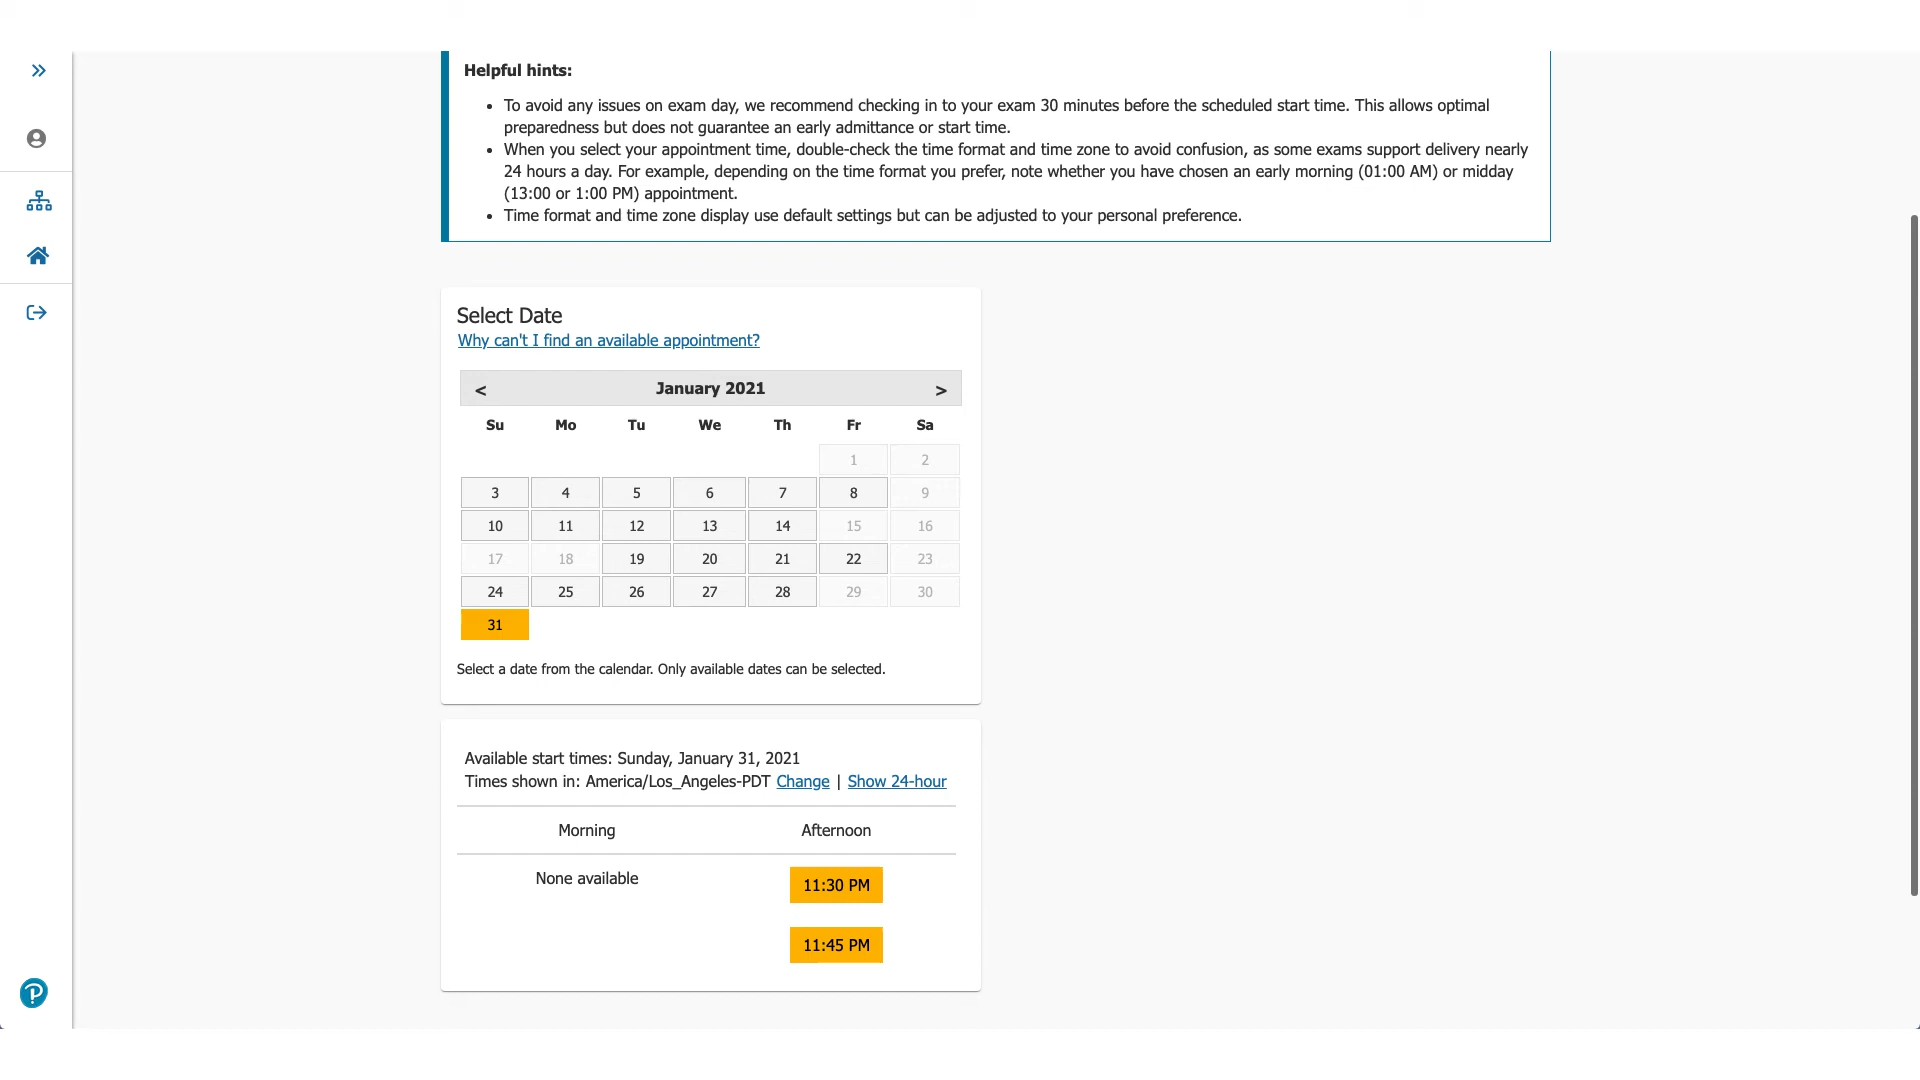 Helpful hints:
• To avoid any issues on exam day, we recommend checking in to your exam 30 minutes before the scheduled start time. This allows optimal
preparedness but does not guarantee an early admittance or start time.
• When you select your appointment time, double-check the time format and time zone to avoid confusion, as some exams support delivery nearly
24 hours a day. For example, depending on the time format you prefer, note whether you have chosen an early morning (01:00 AM) or midday
(13:00 or 1:00 PM) appointment.
• Time format and time zone display use default settings but can be adjusted to your personal preference.
Select Date
Why can't I find an available appointment?
< January 2021 >
Su Mo Tu We Th Fr Sa
1 2
3 4 5 6 7 8 9
10 11 12 13 14 15 16
17 18 19 20 21 22 23
24 25 26 27 28 29 30
31
Select a date from the calendar. Only available dates can be selected.
Available start times: Sunday, January 31, 2021
Times shown in: America/Los_Angeles-PDT Change | Show 24-hour
Morning Afternoon
None available 11:30 PM
11:45 PM